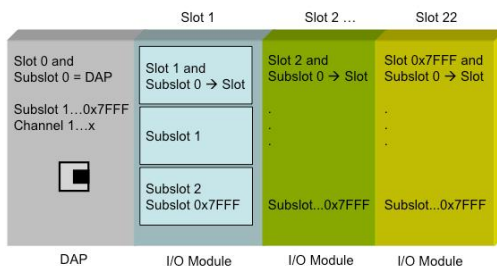 Slot 1
Slot 2 ...
Slot 22
Slot 0 and
Subslot 0 = DAP
Subslot 1...0x7FFF
Channel 1...x
Slot 1 and
Subslot 0 → Slot
Subslot 1
Subslot 2
Subslot 0x7FFF
Slot 2 and
Subslot 0 → Slot
.
.
.
Subslot...0x7FFF
Slot 0x7FFF and
Subslot 0 → Slot
.
.
.
Subslot...0x7FFF
DAP
I/O Module
I/O Module
I/O Module